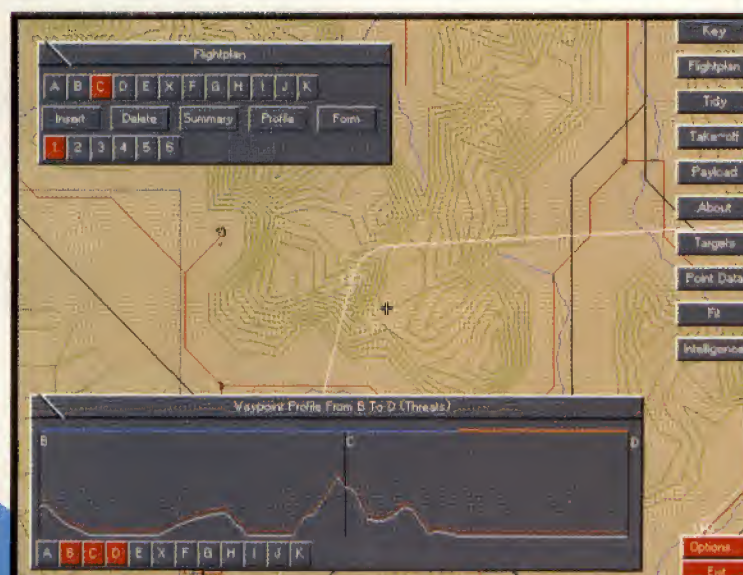 Flightplan
A B C D E X F G H I J K
Insert Delete Summary Profile Form
1 2 3 4 5 6
Key
Flightplan
Tidy
Take-off
Payload
About
Targets
Point Data
Fit
Intelligence
Waypoint Profile From B To D (Threats)
B C D
A B C D E X F G H I J K
Options
Exit